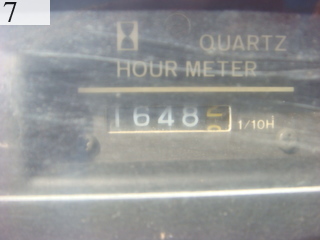 7
QUARTZ
HOUR METER
1648
1/10H